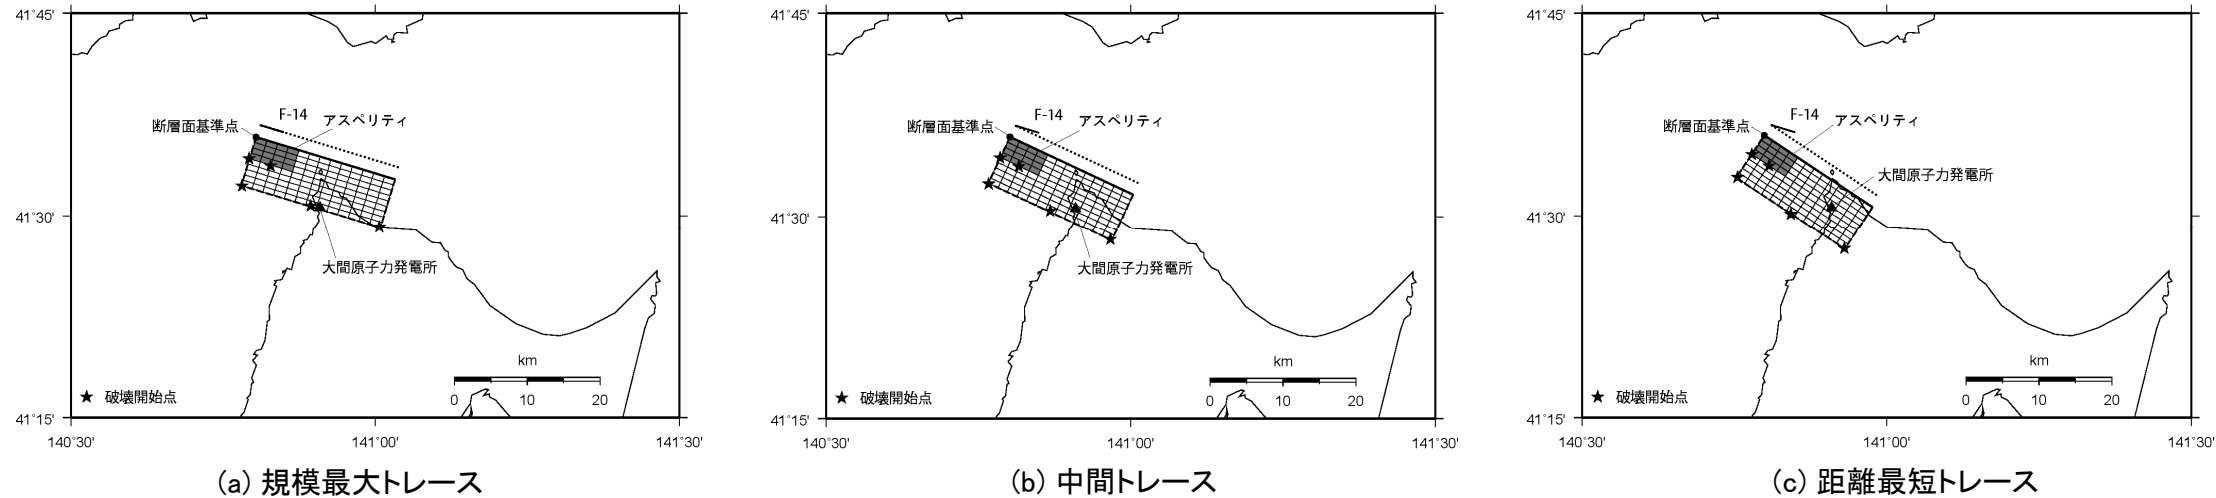 41°45'
41°30'
41°15'
140°30'
141°00'
141°30'
F-14
アスペリティ
断層面基準点
大間原子力発電所
km
0 10 20
★ 破壊開始点
(a) 規模最大トレース
41°45'
41°30'
41°15'
140°30'
141°00'
141°30'
F-14
アスペリティ
断層面基準点
大間原子力発電所
km
0 10 20
★ 破壊開始点
(b) 中間トレース
41°45'
41°30'
41°15'
140°30'
141°00'
141°30'
F-14
アスペリティ
断層面基準点
大間原子力発電所
km
0 10 20
★ 破壊開始点
(c) 距離最短トレース